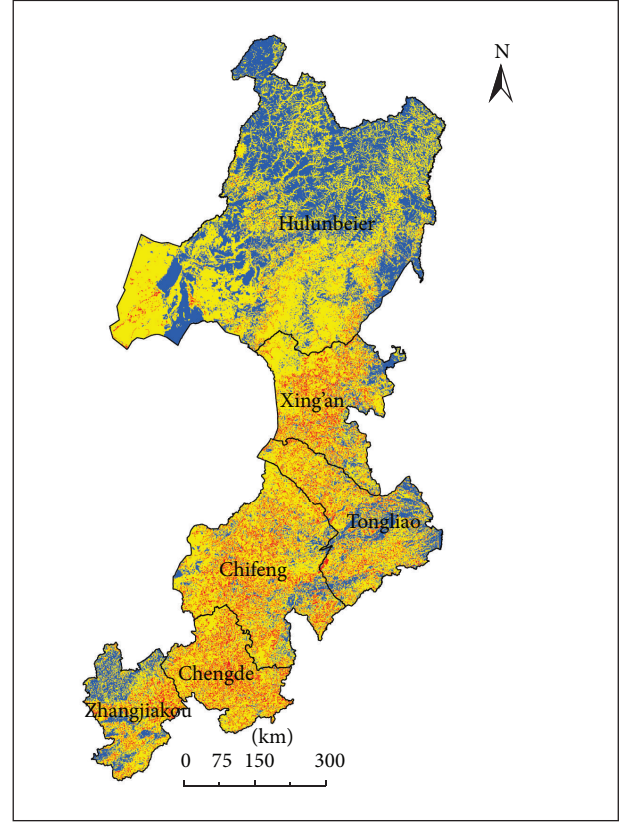 N
Hulunbeier
Xing'an
Tongliao
Chifeng
Chengde
Zhangjiakou
(km)
0 75 150 300